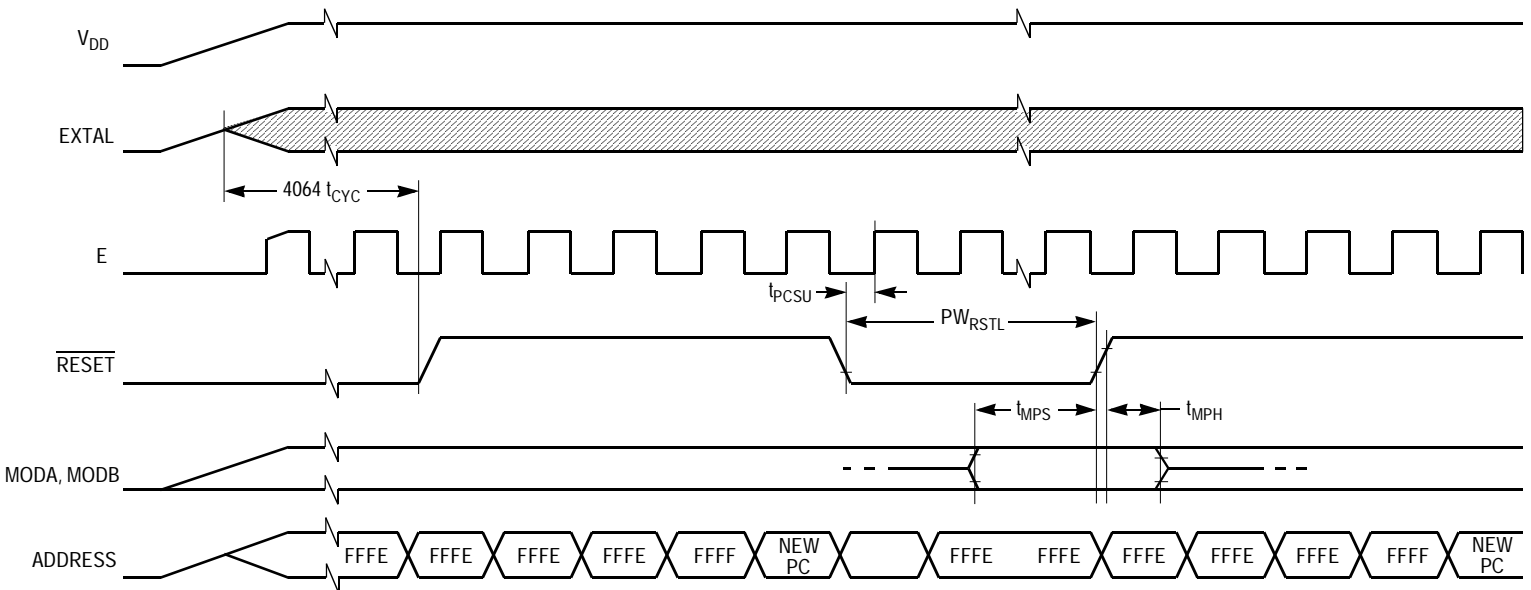 VDD
EXTAL
4064 tCYC
E
tPCSU
PWRSTL
RESET
tMPS
tMPH
MODA, MODB
ADDRESS
FFFE FFFE FFFE FFFE FFFF NEW PC FFFE FFFE FFFE FFFE FFFE FFFF NEW PC